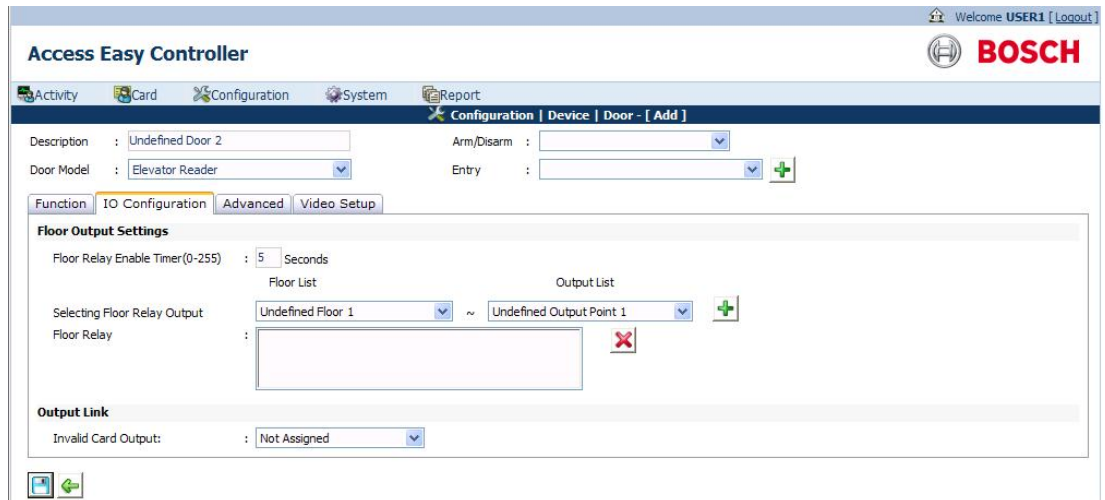 Welcome USER1 [ Logout ]
Access Easy Controller
BOSCH
Activity Card Configuration System Report
Configuration | Device | Door - [ Add ]
Description : Undefined Door 2 Arm/Disarm :
Door Model : Elevator Reader Entry :
Function IO Configuration Advanced Video Setup
Floor Output Settings
Floor Relay Enable Timer(0-255) : 5 Seconds
Floor List Output List
Selecting Floor Relay Output Undefined Floor 1 ~ Undefined Output Point 1
Floor Relay :
Output Link
Invalid Card Output: : Not Assigned